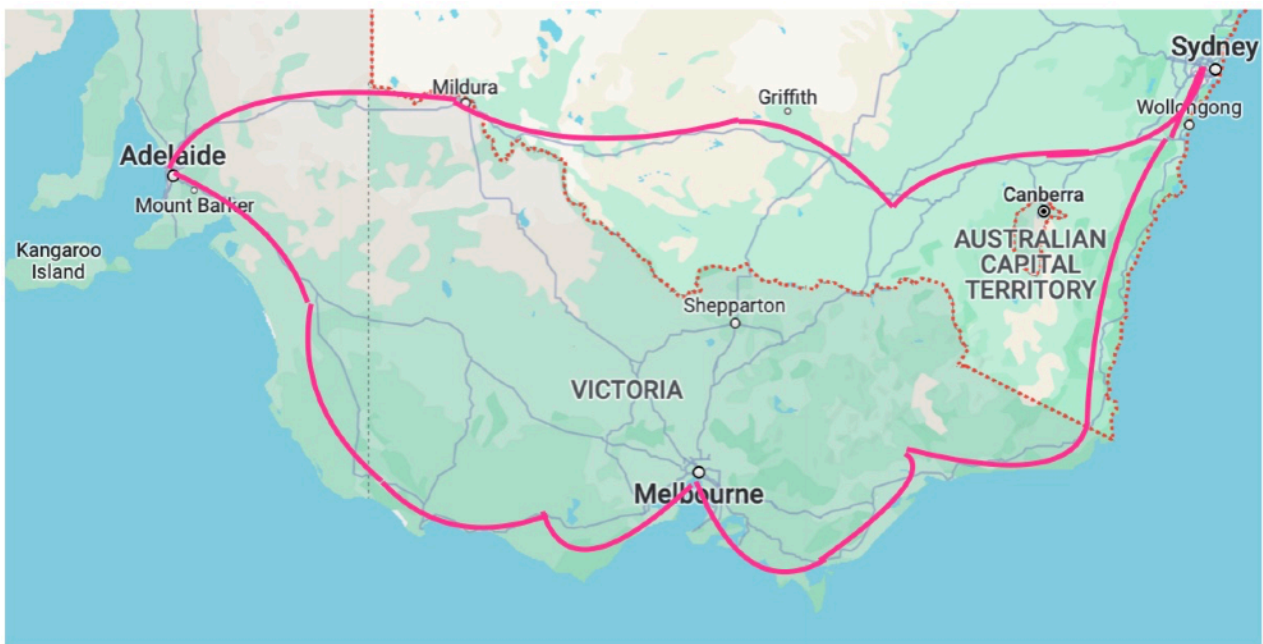 Sydney
Mildura
Griffith
Wollongong
Adelaide
Mount Barker
Canberra
Kangaroo
Island
AUSTRALIAN
CAPITAL
TERRITORY
Shepparton
VICTORIA
Melbourne